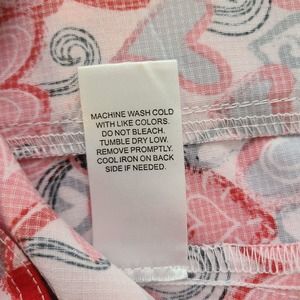 MACHINE WASH COLD
WITH LIKE COLORS.
DO NOT BLEACH.
TUMBLE DRY LOW.
REMOVE PROMPTLY.
COOL IRON ON BACK
SIDE IF NEEDED.